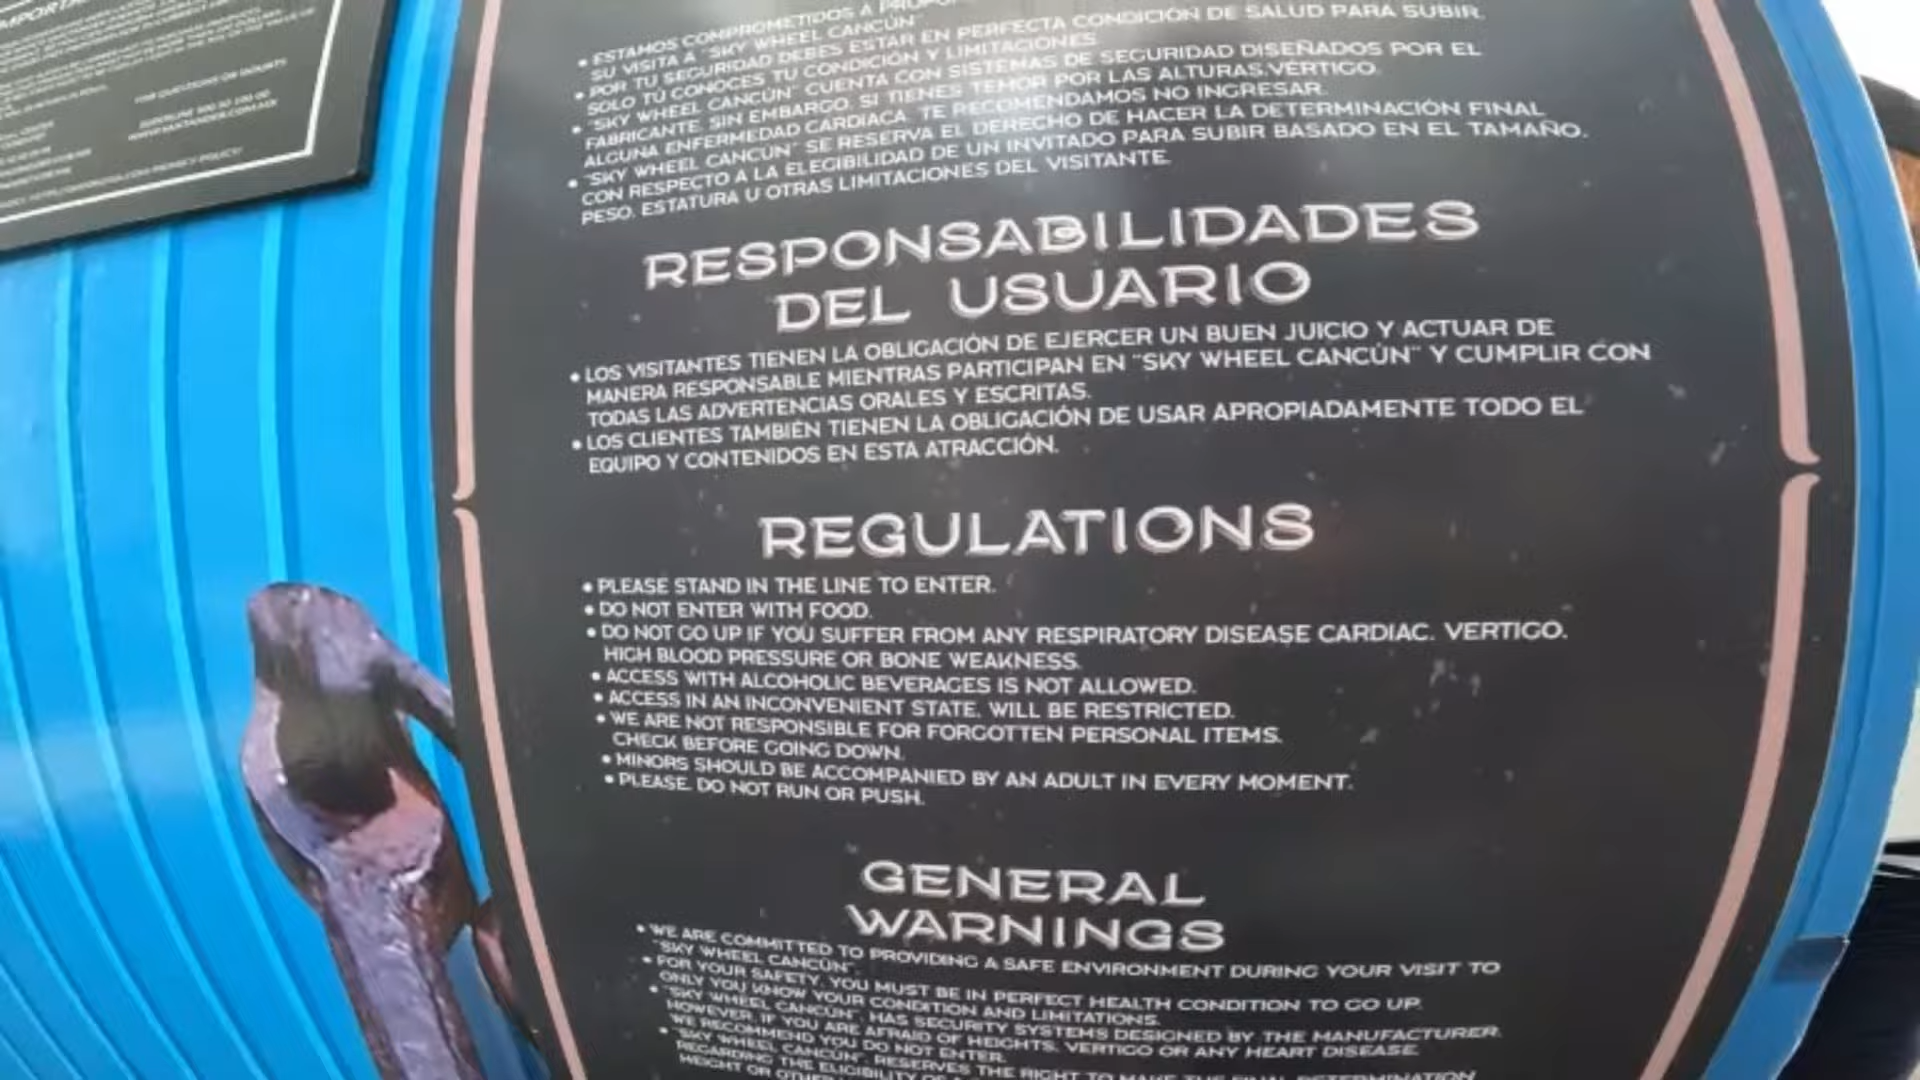 IMPORTA
FOR QUESTIONS OR DOUBTS
• ESTAMOS COMPROMETIDOS A
SU VISITA A "SKY WHEEL CANCÚN".
• POR TU SEGURIDAD DEBES ESTAR EN PERFECTA CONDICIÓN DE SALUD PARA SUBIR.
SOLO TÚ CONOCES TU CONDICIÓN Y LIMITACIONES.
• "SKY WHEEL CANCÚN" CUENTA CON SISTEMAS DE SEGURIDAD DISEÑADOS POR EL
FABRICANTE. SIN EMBARGO, SI TIENES TEMOR POR LAS ALTURAS,VÉRTIGO,
ALGUNA ENFERMEDAD CARDIACA, TE RECOMENDAMOS NO INGRESAR.
• "SKY WHEEL CANCÚN" SE RESERVA EL DERECHO DE HACER LA DETERMINACIÓN FINAL
CON RESPECTO A LA ELEGIBILIDAD DE UN INVITADO PARA SUBIR BASADO EN EL TAMAÑO,
PESO, ESTATURA U OTRAS LIMITACIONES DEL VISITANTE.
RESPONSABILIDADES
DEL USUARIO
• LOS VISITANTES TIENEN LA OBLIGACIÓN DE EJERCER UN BUEN JUICIO Y ACTUAR DE
MANERA RESPONSABLE MIENTRAS PARTICIPAN EN "SKY WHEEL CANCÚN" Y CUMPLIR CON
TODAS LAS ADVERTENCIAS ORALES Y ESCRITAS.
• LOS CLIENTES TAMBIÉN TIENEN LA OBLIGACIÓN DE USAR APROPIADAMENTE TODO EL
EQUIPO Y CONTENIDOS EN ESTA ATRACCIÓN.
REGULATIONS
• PLEASE STAND IN THE LINE TO ENTER.
• DO NOT ENTER WITH FOOD.
• DO NOT GO UP IF YOU SUFFER FROM ANY RESPIRATORY DISEASE CARDIAC, VERTIGO,
HIGH BLOOD PRESSURE OR BONE WEAKNESS.
• ACCESS WITH ALCOHOLIC BEVERAGES IS NOT ALLOWED.
• ACCESS IN AN INCONVENIENT STATE, WILL BE RESTRICTED.
• WE ARE NOT RESPONSIBLE FOR FORGOTTEN PERSONAL ITEMS.
CHECK BEFORE GOING DOWN.
• MINORS SHOULD BE ACCOMPANIED BY AN ADULT IN EVERY MOMENT.
• PLEASE, DO NOT RUN OR PUSH.
GENERAL
WARNINGS
• WE ARE COMMITTED TO PROVIDING A SAFE ENVIRONMENT DURING YOUR VISIT TO
"SKY WHEEL CANCÚN".
• FOR YOUR SAFETY, YOU MUST BE IN PERFECT HEALTH CONDITION TO GO UP.
ONLY YOU KNOW YOUR CONDITION AND LIMITATIONS.
• "SKY WHEEL CANCÚN", HAS SECURITY SYSTEMS DESIGNED BY THE MANUFACTURER.
HOWEVER, IF YOU ARE AFRAID OF HEIGHTS, VERTIGO OR ANY HEART DISEASE,
WE RECOMMEND YOU DO NOT ENTER.
• "SKY WHEEL CANCÚN", RESERVES THE RIGHT TO MAKE THE FINAL DETERMINATION
REGARDING THE ELIGIBILITY OF A
HEIGHT OR OTHER